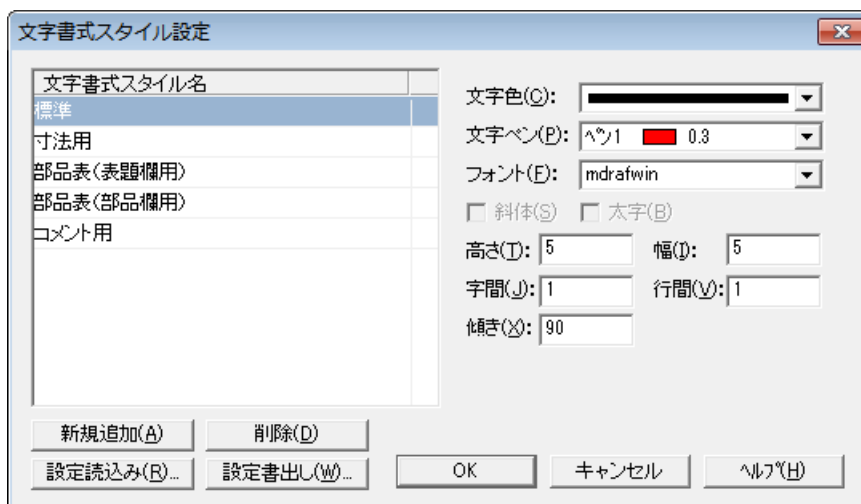 文字書式スタイル設定
文字書式スタイル名
標準
寸法用
部品表(表題欄用)
部品表(部品欄用)
コメント用
文字色(C):
文字ペン(P): ﾍﾟﾝ1 0.3
フォント(F): mdrafwin
斜体(S) 太字(B)
高さ(T): 5 幅(I): 5
字間(J): 1 行間(V): 1
傾き(X): 90
新規追加(A) 削除(D)
設定読込み(R)... 設定書出し(W)... OK キャンセル ﾍﾙﾌﾟ(H)